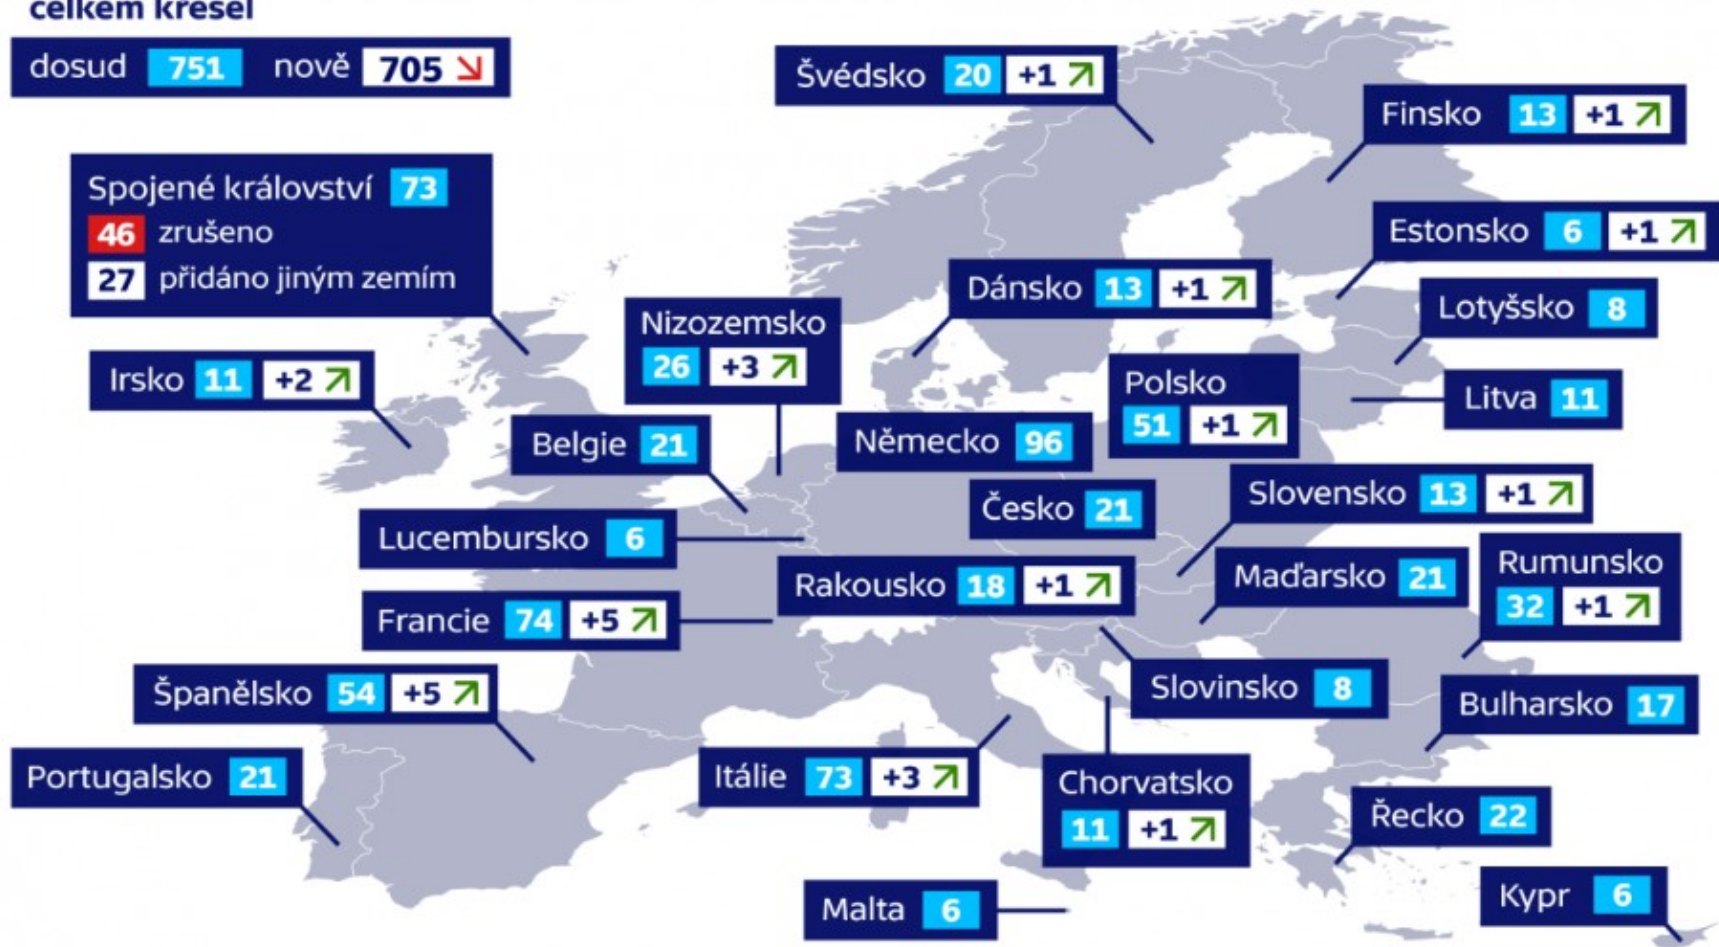 celkem křesel
dosud 751 nově 705
Švédsko 20 +1
Finsko 13 +1
Spojené království 73
46 zrušeno
27 přidáno jiným zemím
Estonsko 6 +1
Dánsko 13 +1
Lotyšsko 8
Nizozemsko
26 +3
Irsko 11 +2
Polsko
51 +1
Litva 11
Belgie 21
Německo 96
Slovensko 13 +1
Česko 21
Lucembursko 6
Rakousko 18 +1
Maďarsko 21
Rumunsko
32 +1
Francie 74 +5
Španělsko 54 +5
Slovinsko 8
Bulharsko 17
Portugalsko 21
Itálie 73 +3
Chorvatsko
11 +1
Řecko 22
Malta 6
Kypr 6